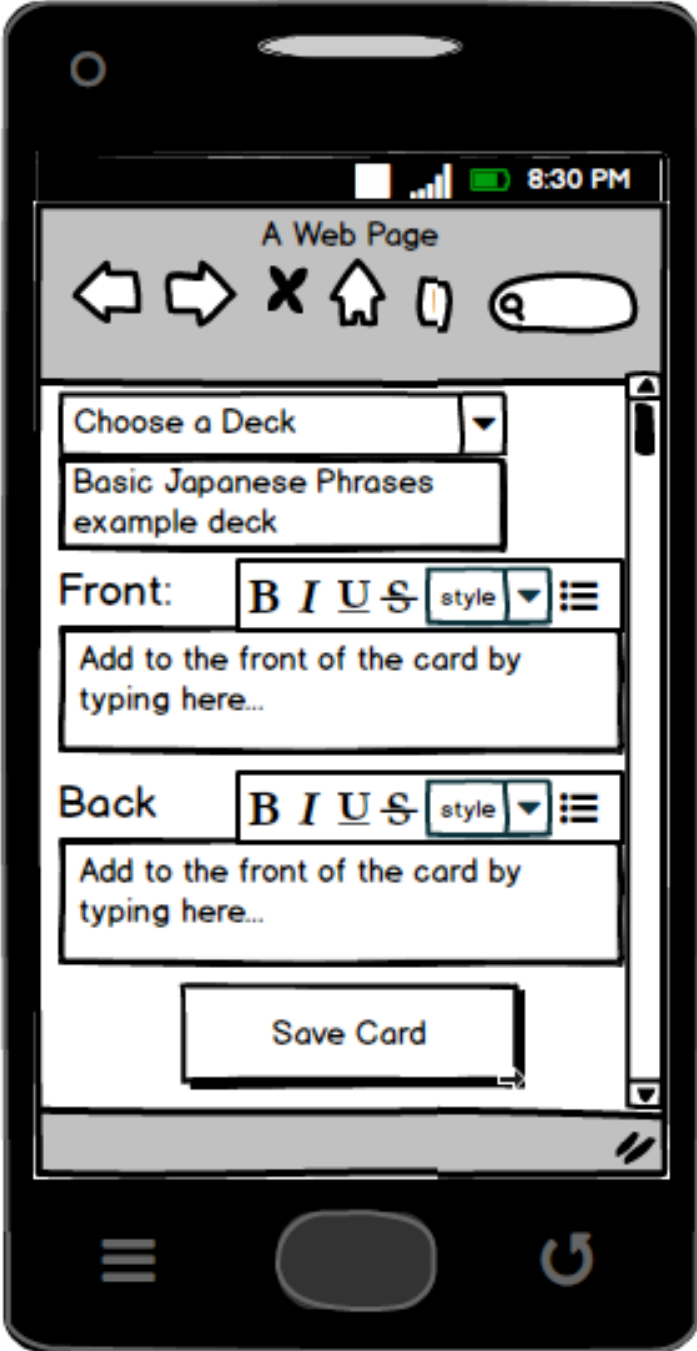 8:30 PM
A Web Page
Choose a Deck
Basic Japanese Phrases
example deck
Front:
B I U S style
Add to the front of the card by
typing here...
Back
B I U S style
Add to the front of the card by
typing here...
Save Card